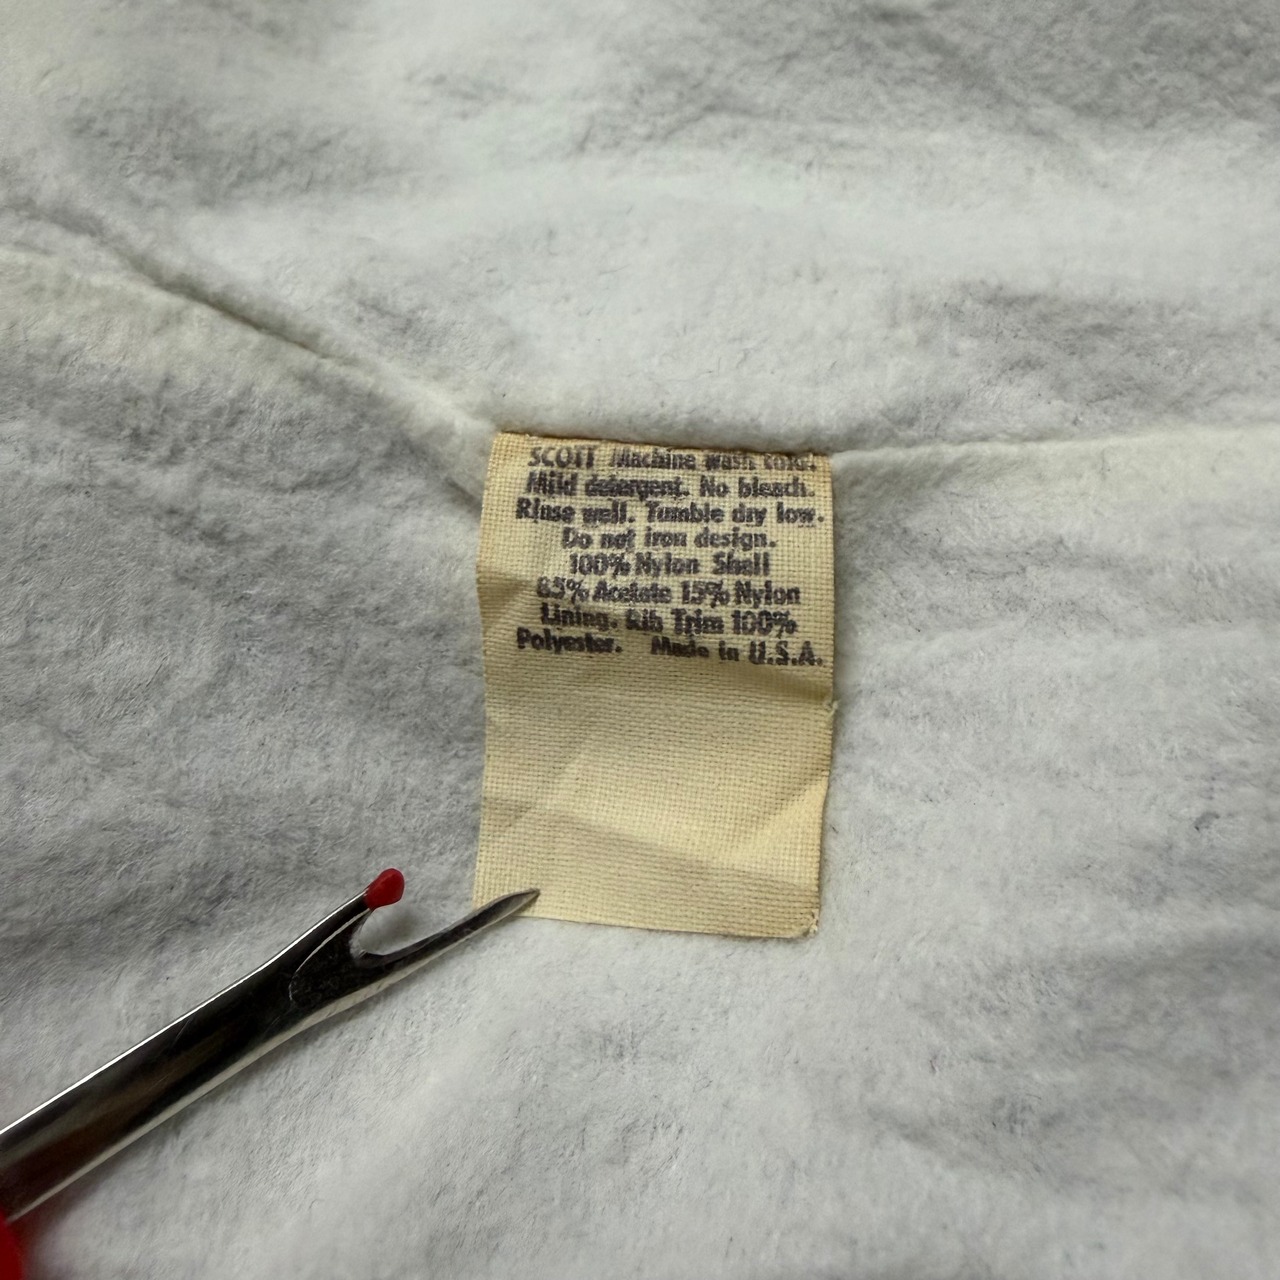 SCOTT Machine wash cold.
Mild detergent. No bleach.
Rinse well. Tumble dry low.
Do not iron design.
100% Nylon Shell
85% Acetate 15% Nylon
Lining. Rib Trim 100%
Polyester. Made in U.S.A.